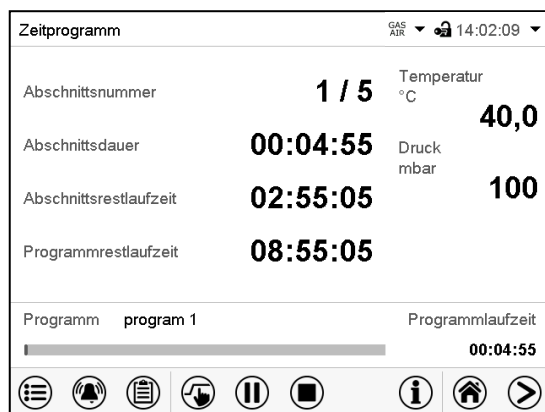 Zeitprogramm GAS AIR 14:02:09
Abschnittsnummer 1 / 5
Abschnittsdauer 00:04:55
Abschnittsrestlaufzeit 02:55:05
Programmrestlaufzeit 08:55:05
Temperatur
°C
40,0
Druck
mbar
100
Programm program 1 Programmlaufzeit
00:04:55